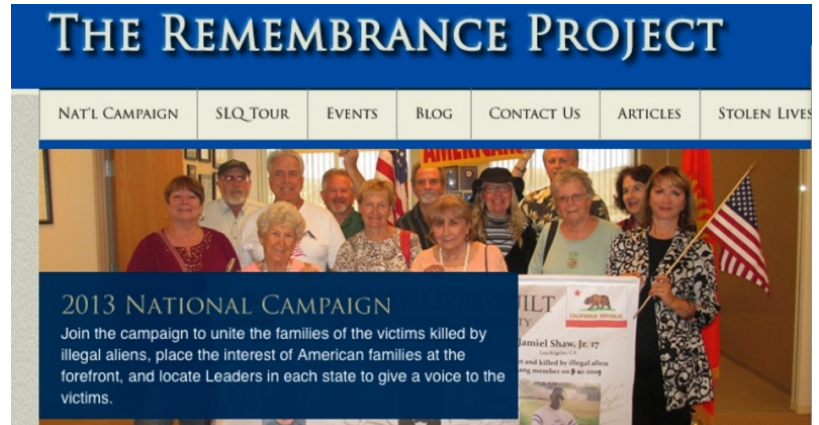 THE REMEMBRANCE PROJECT
NAT'L CAMPAIGN SLQ TOUR EVENTS BLOG CONTACT US ARTICLES STOLEN LIVES
2013 NATIONAL CAMPAIGN
Join the campaign to unite the families of the victims killed by
illegal aliens, place the interest of American families at the
forefront, and locate Leaders in each state to give a voice to the
victims.
CALIFORNIA REPUBLIC
Jamiel Shaw, Jr. 17
Los Angeles, CA
and killed by illegal alien